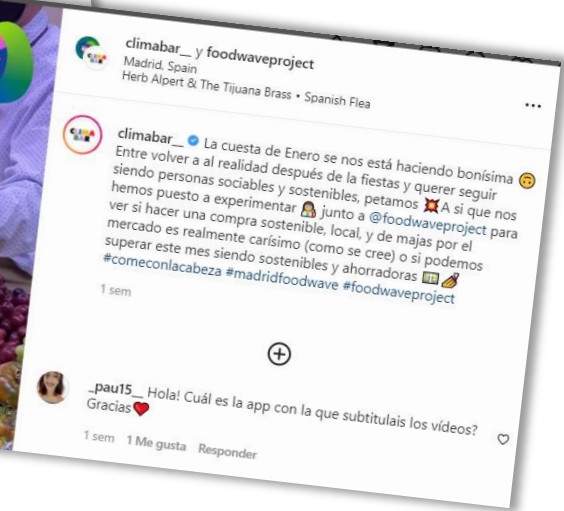 climabar__ y foodwaveproject
Madrid, Spain
Herb Alpert & The Tijuana Brass • Spanish Flea
CLIMA
BAR
climabar__ La cuesta de Enero se nos está haciendo bonísima 🙃
Entre volver a al realidad después de la fiestas y querer seguir
siendo personas sociables y sostenibles, petamos 💥 A si que nos
hemos puesto a experimentar 👩‍🔬 junto a @foodwaveproject para
ver si hacer una compra sostenible, local, y de majas por el
mercado es realmente carísimo (como se cree) o si podemos
superar este mes siendo sostenibles y ahorradoras 💵 💸
#comeconlacabeza #madridfoodwave #foodwaveproject
1 sem
_pau15__ Hola! Cuál es la app con la que subtitulais los vídeos?
Gracias ❤️
1 sem 1 Me gusta Responder